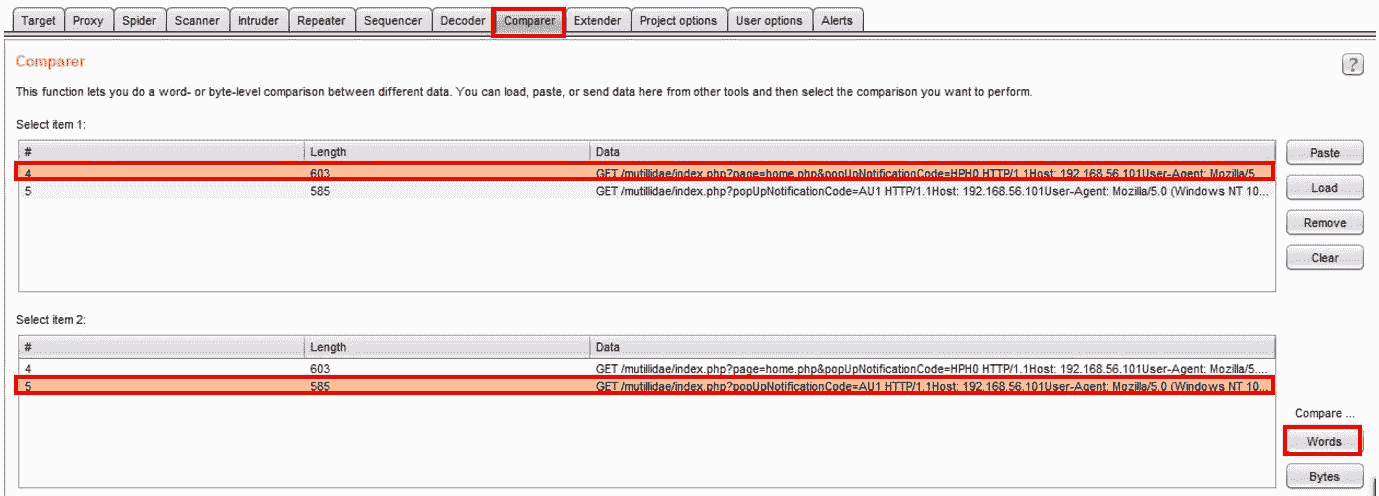 Target Proxy Spider Scanner Intruder Repeater Sequencer Decoder Comparer Extender Project options User options Alerts
Comparer
?
This function lets you do a word- or byte-level comparison between different data. You can load, paste, or send data here from other tools and then select the comparison you want to perform.
Select item 1:
# Length Data
4 603 GET /mutillidae/index.php?page=home.php&popUpNotificationCode=HPH0 HTTP/1.1Host: 192.168.56.101User-Agent: Mozilla/5
5 585 GET /mutillidae/index.php?popUpNotificationCode=AU1 HTTP/1.1Host: 192.168.56.101User-Agent: Mozilla/5.0 (Windows NT 10...
Paste
Load
Remove
Clear
Select item 2:
# Length Data
4 603 GET /mutillidae/index.php?page=home.php&popUpNotificationCode=HPH0 HTTP/1.1Host: 192.168.56.101User-Agent: Mozilla/5....
5 585 GET /mutillidae/index.php?popUpNotificationCode=AU1 HTTP/1.1Host: 192.168.56.101User-Agent: Mozilla/5.0 (Windows NT 10...
Compare ...
Words
Bytes